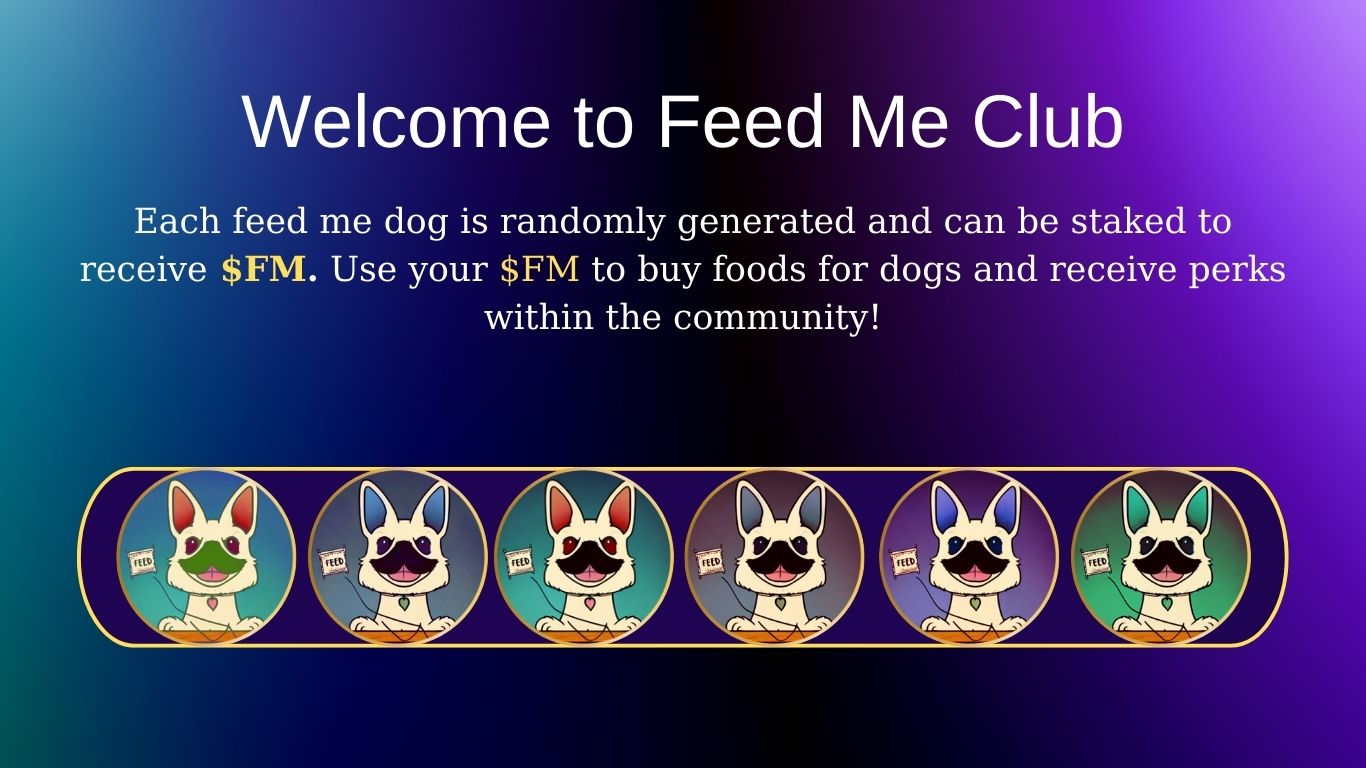 Welcome to Feed Me Club
Each feed me dog is randomly generated and can be staked to
receive $FM. Use your $FM to buy foods for dogs and receive perks
within the community!
FEED
FEED
FEED
FEED
FEED
FEED